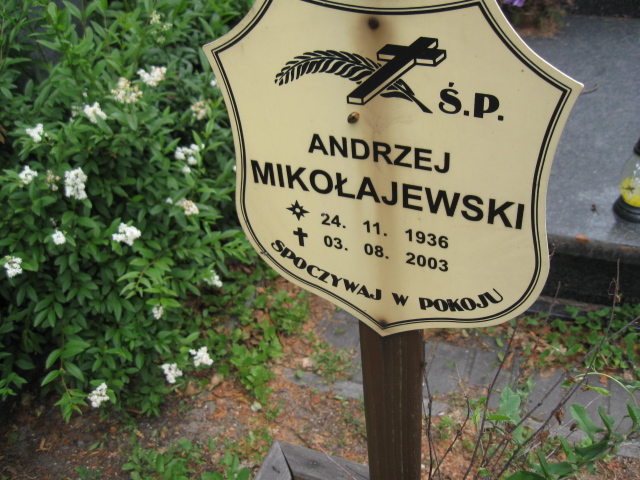 Ś.P.
ANDRZEJ
MIKOŁAJEWSKI
24. 11. 1936
03. 08. 2003
SPOCZYWAJ W POKOJU